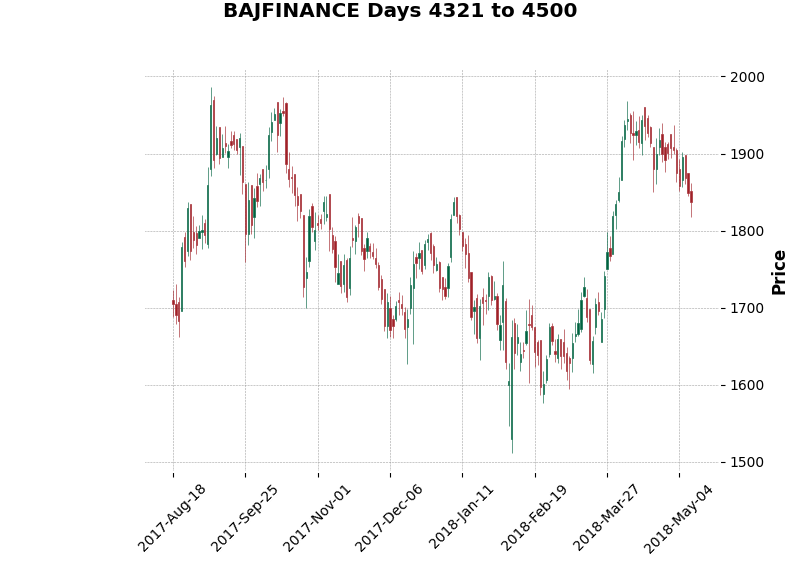 BAJFINANCE Days 4321 to 4500
2000
1900
1800
1700
1600
1500
Price
2017-Aug-18
2017-Sep-25
2017-Nov-01
2017-Dec-06
2018-Jan-11
2018-Feb-19
2018-Mar-27
2018-May-04